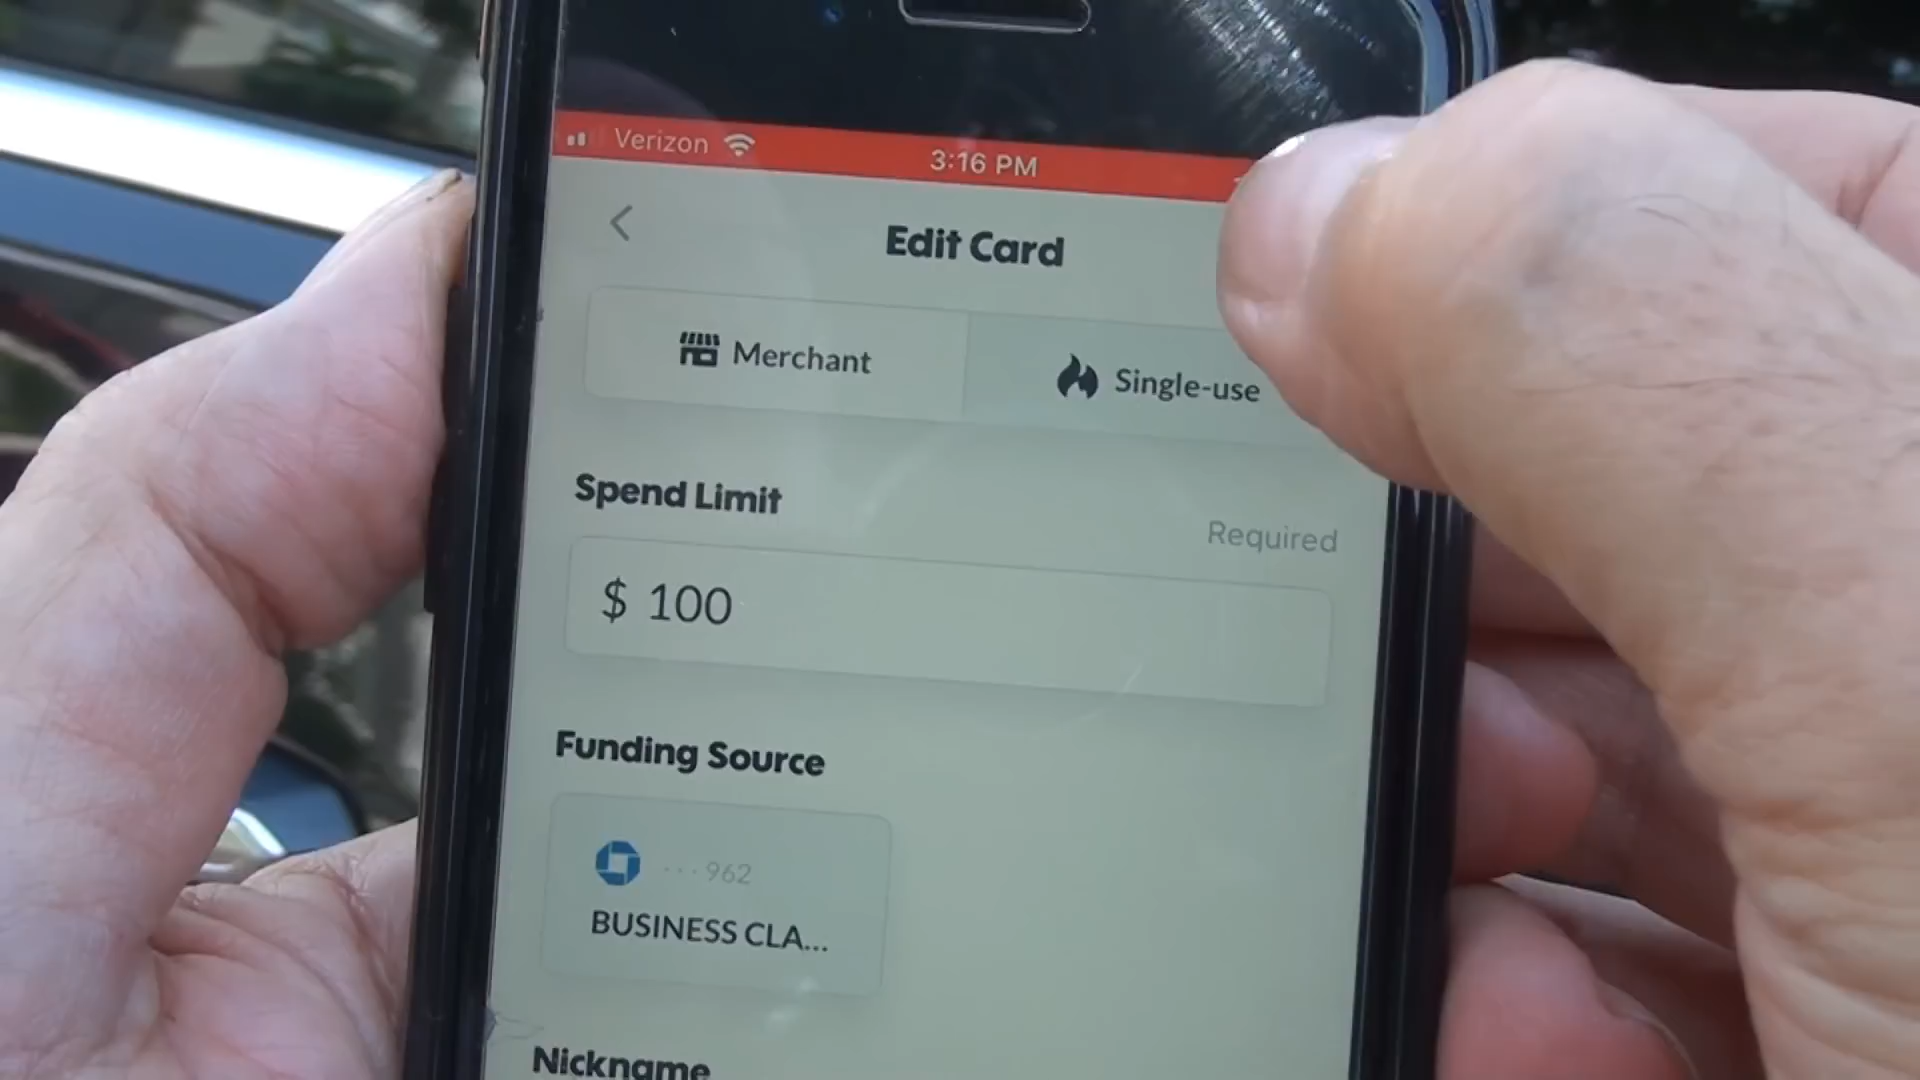 Verizon
3:16 PM
Edit Card
Merchant
Single-use
Spend Limit
Required
$ 100
Funding Source
···962
BUSINESS CLA...
Nickname